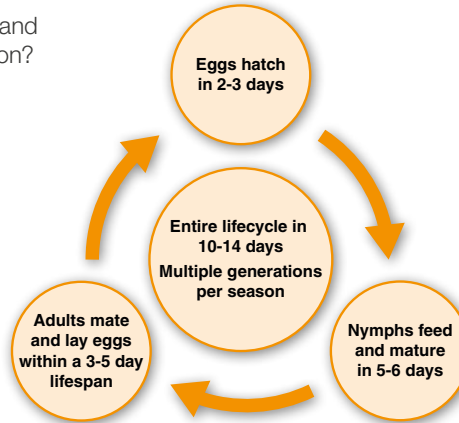 and
on?
Eggs hatch
in 2-3 days
Entire lifecycle in
10-14 days
Multiple generations
per season
Nymphs feed
and mature
in 5-6 days
Adults mate
and lay eggs
within a 3-5 day
lifespan